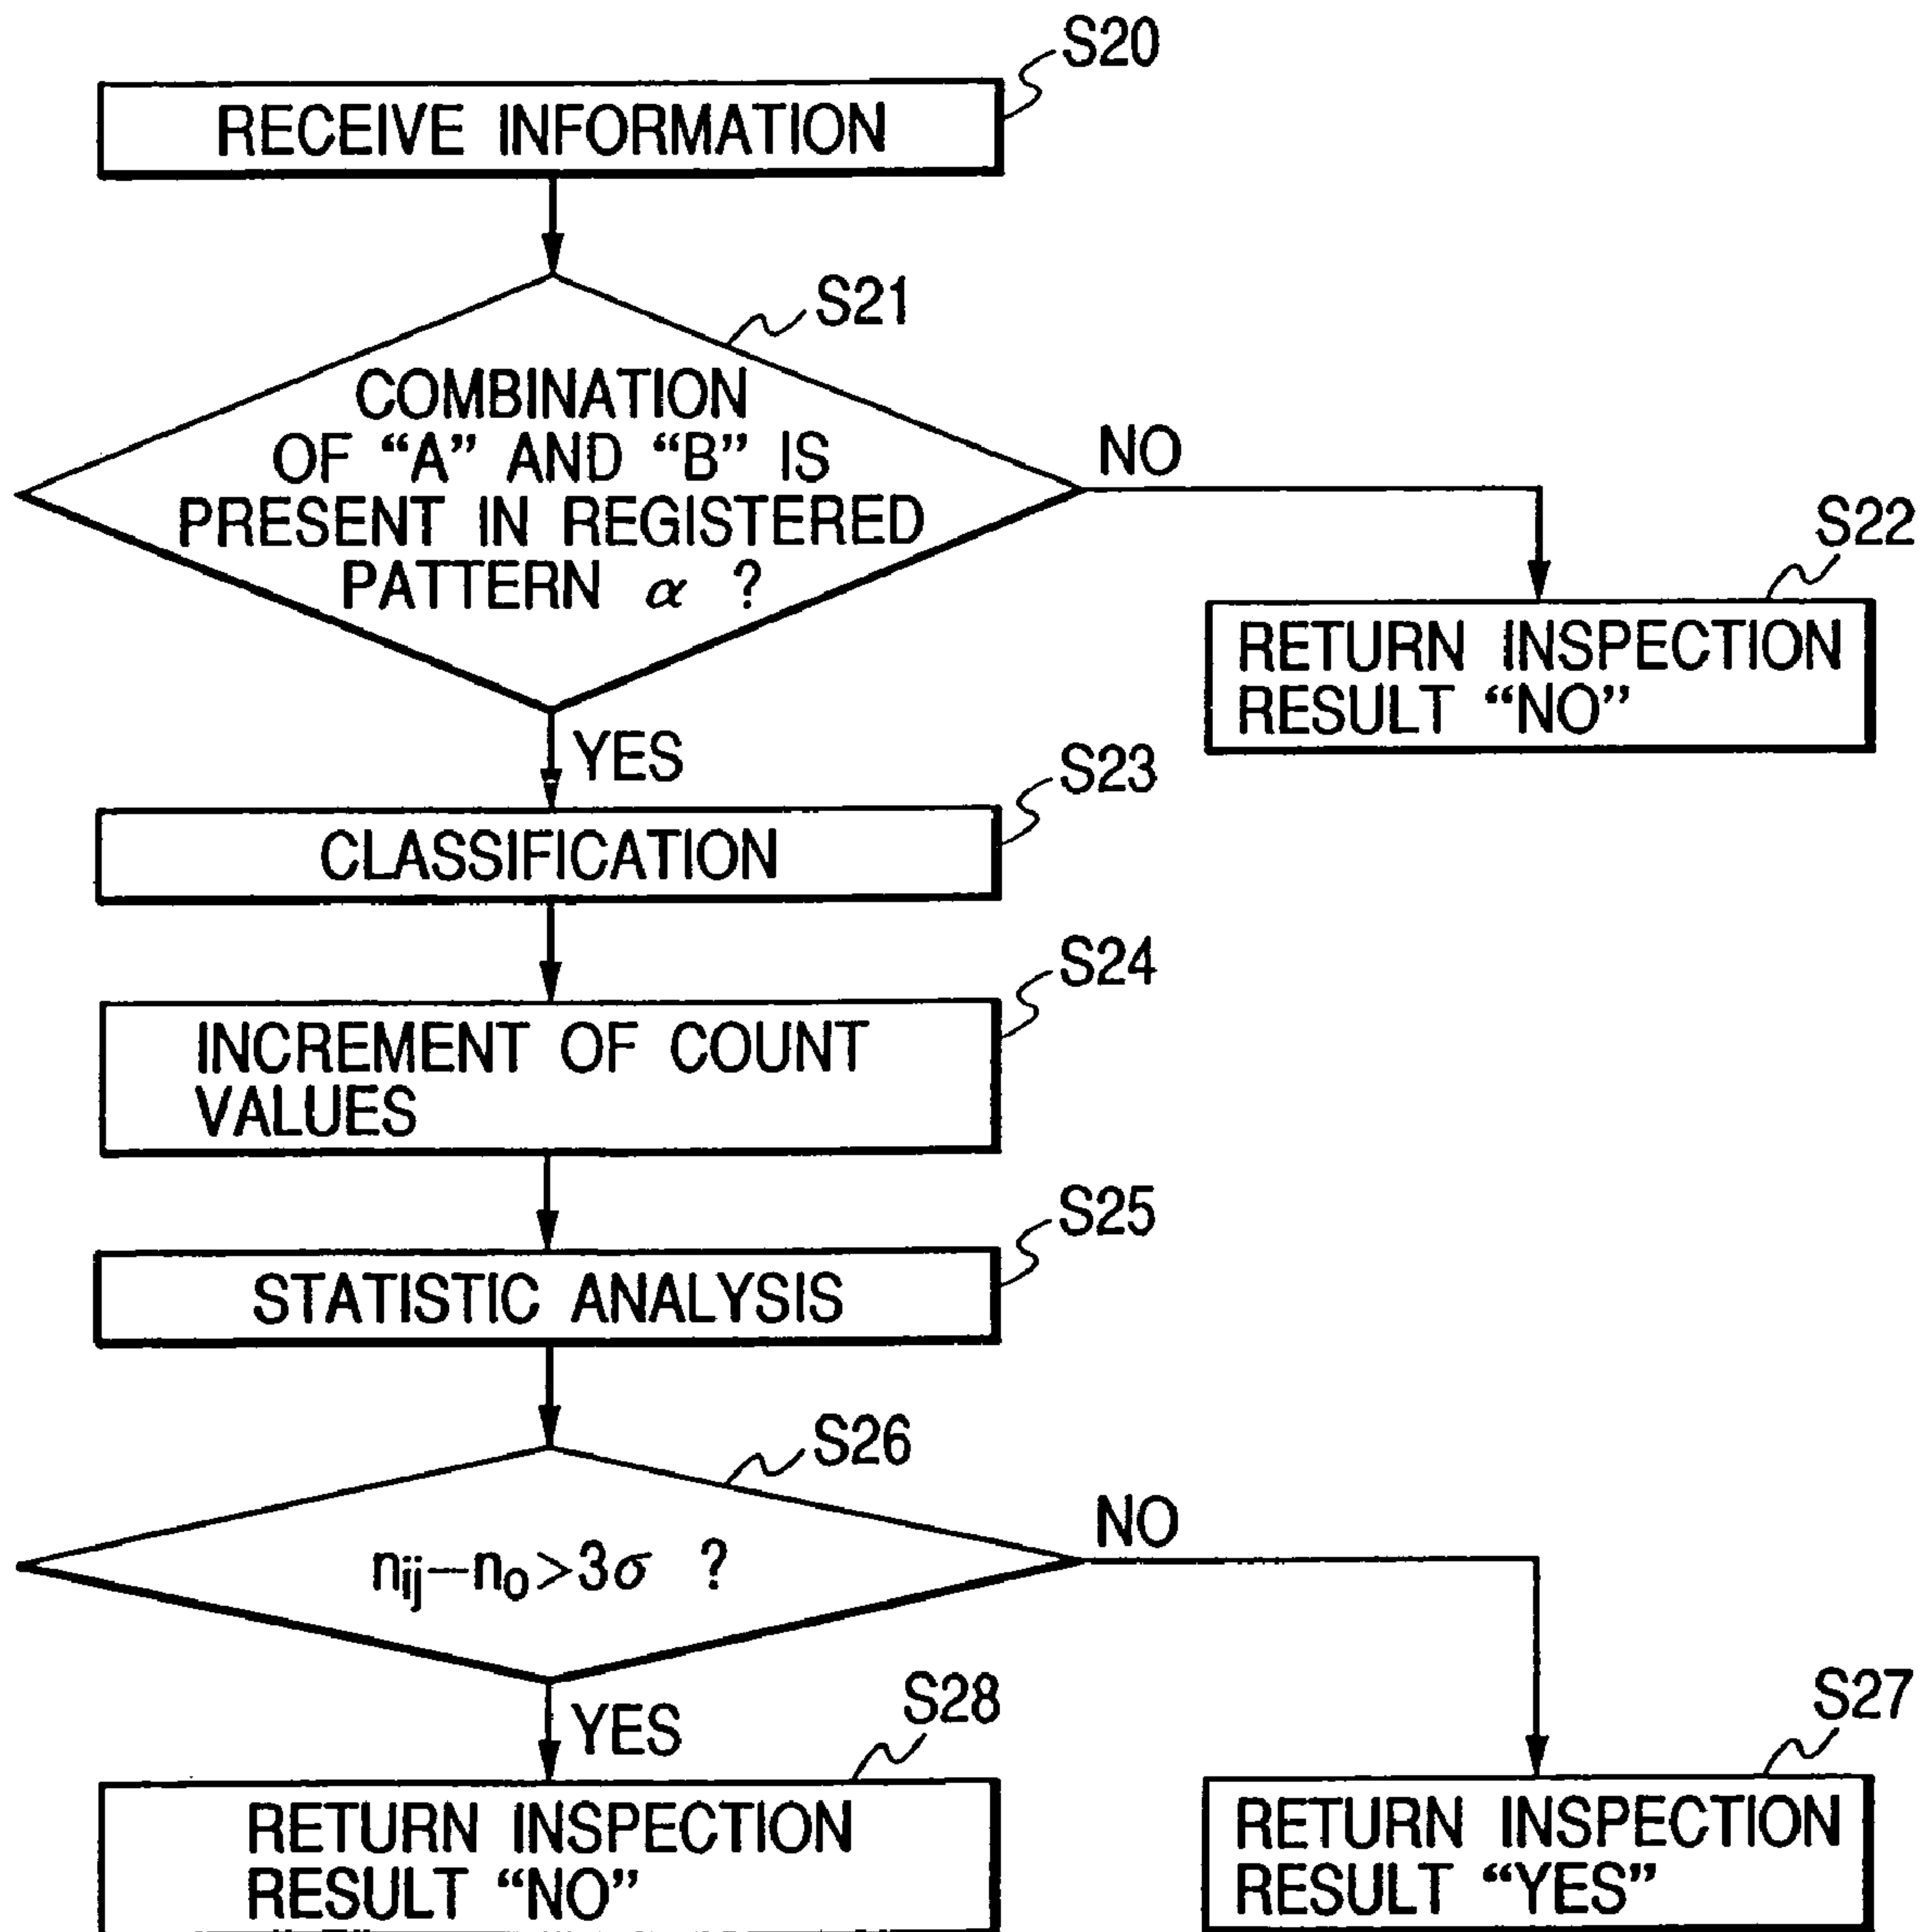 S20
RECEIVE INFORMATION
S21
COMBINATION
OF “A” AND “B” IS
PRESENT IN REGISTERED
PATTERN α ?
NO
S22
RETURN INSPECTION
RESULT “NO”
YES
S23
CLASSIFICATION
S24
INCREMENT OF COUNT
VALUES
S25
STATISTIC ANALYSIS
S26
nij—n0>3σ ?
NO
YES
S28
RETURN INSPECTION
RESULT “NO”
S27
RETURN INSPECTION
RESULT “YES”